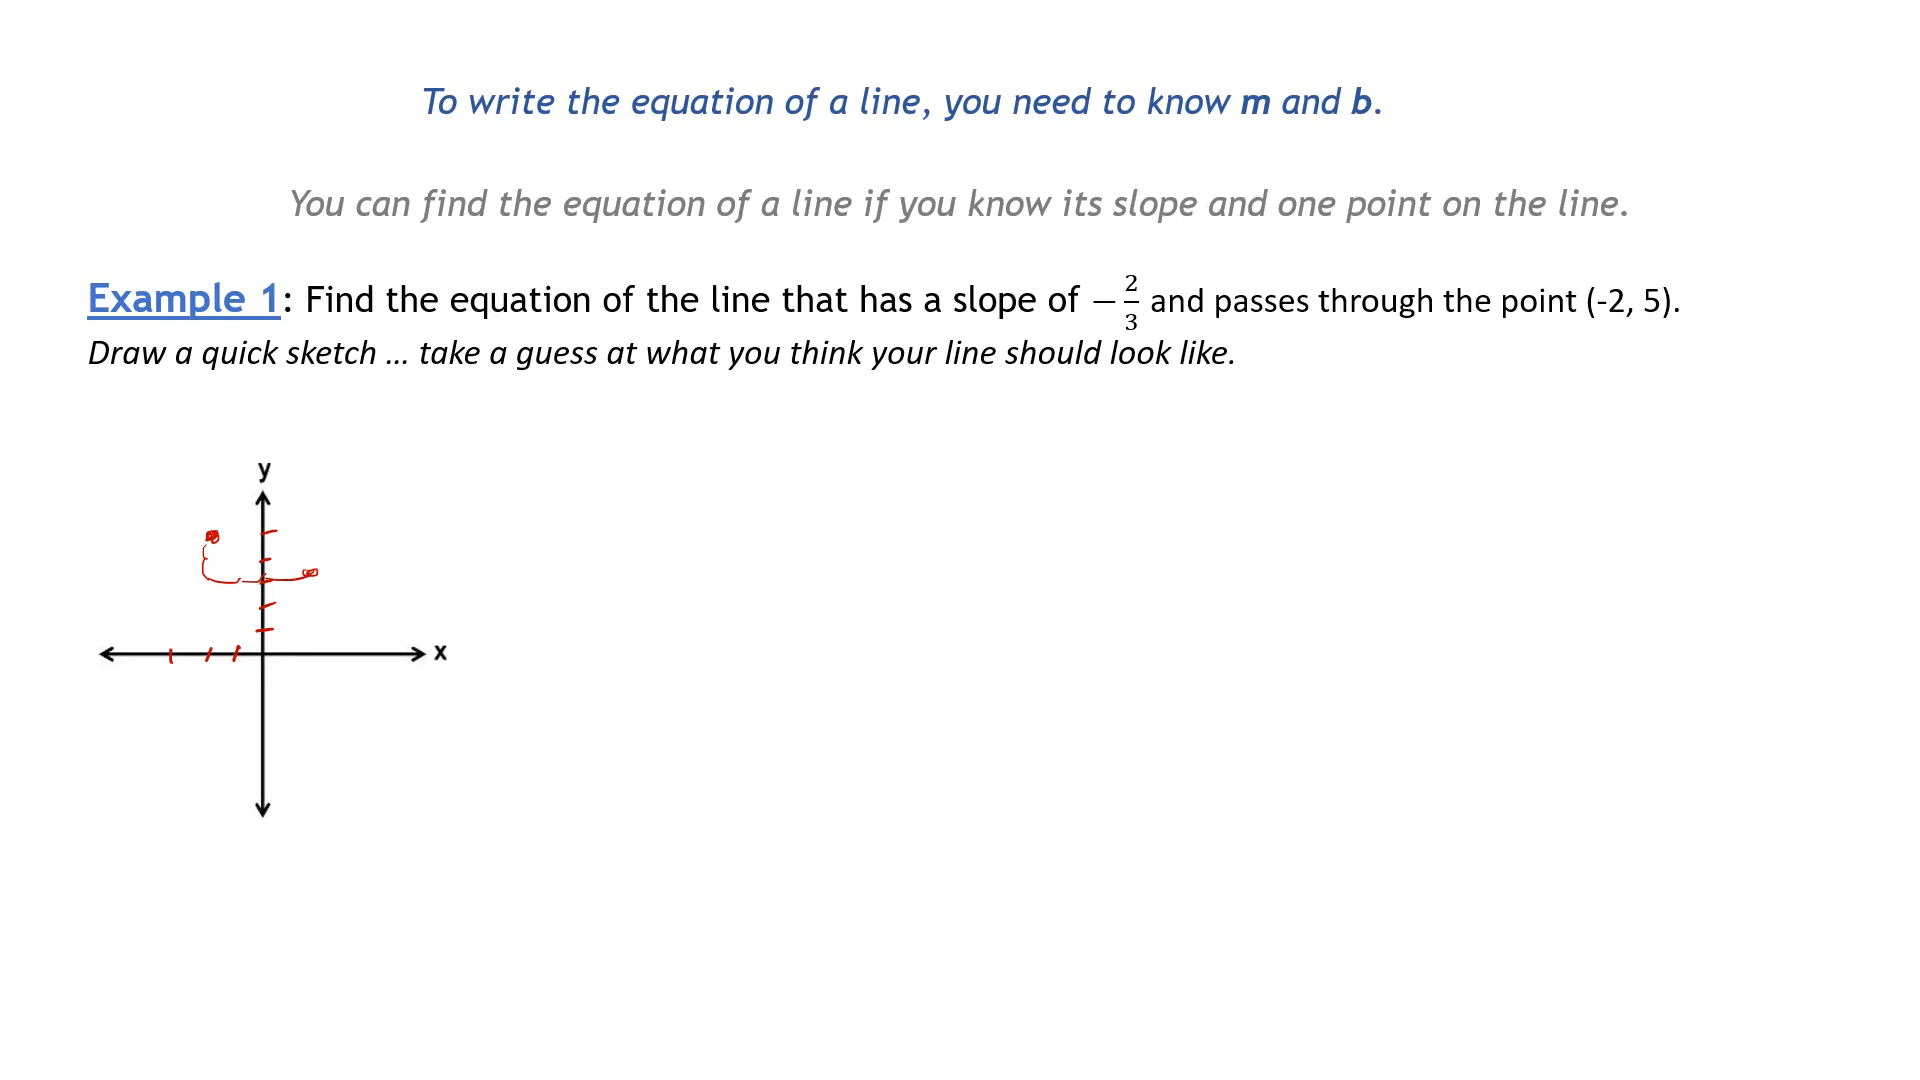 To write the equation of a line, you need to know m and b.
You can find the equation of a line if you know its slope and one point on the line.
Example 1: Find the equation of the line that has a slope of −2/3 and passes through the point (-2, 5).
Draw a quick sketch ... take a guess at what you think your line should look like.
y
x